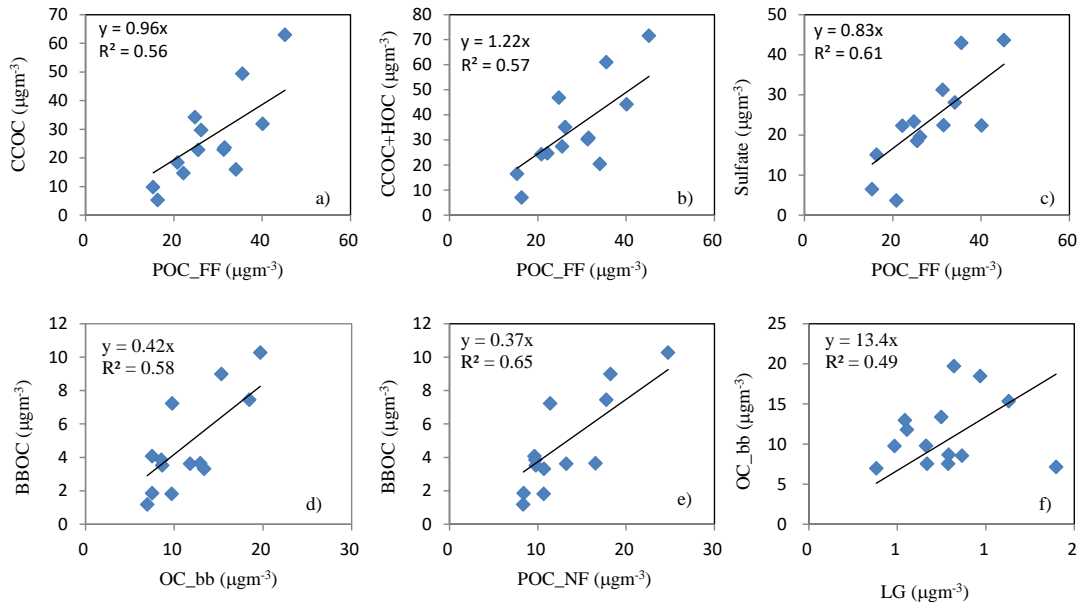 y = 0.96x
R² = 0.56
70
60
50
40
30
20
10
0
CCOC (μgm⁻³)
a)
0 20 40 60
POC_FF (μgm⁻³)
y = 1.22x
R² = 0.57
80
70
60
50
40
30
20
10
0
CCOC+HOC (μgm⁻³)
b)
0 20 40 60
POC_FF (μgm⁻³)
y = 0.83x
R² = 0.61
50
40
30
20
10
0
Sulfate (μgm⁻³)
c)
0 20 40 60
POC_FF (μgm⁻³)
y = 0.42x
R² = 0.58
12
10
8
6
4
2
0
BBOC (μgm⁻³)
d)
0 10 20 30
OC_bb (μgm⁻³)
y = 0.37x
R² = 0.65
12
10
8
6
4
2
0
BBOC (μgm⁻³)
e)
0 10 20 30
POC_NF (μgm⁻³)
y = 13.4x
R² = 0.49
25
20
15
10
5
0
OC_bb (μgm⁻³)
f)
0 1 1 2
LG (μgm⁻³)